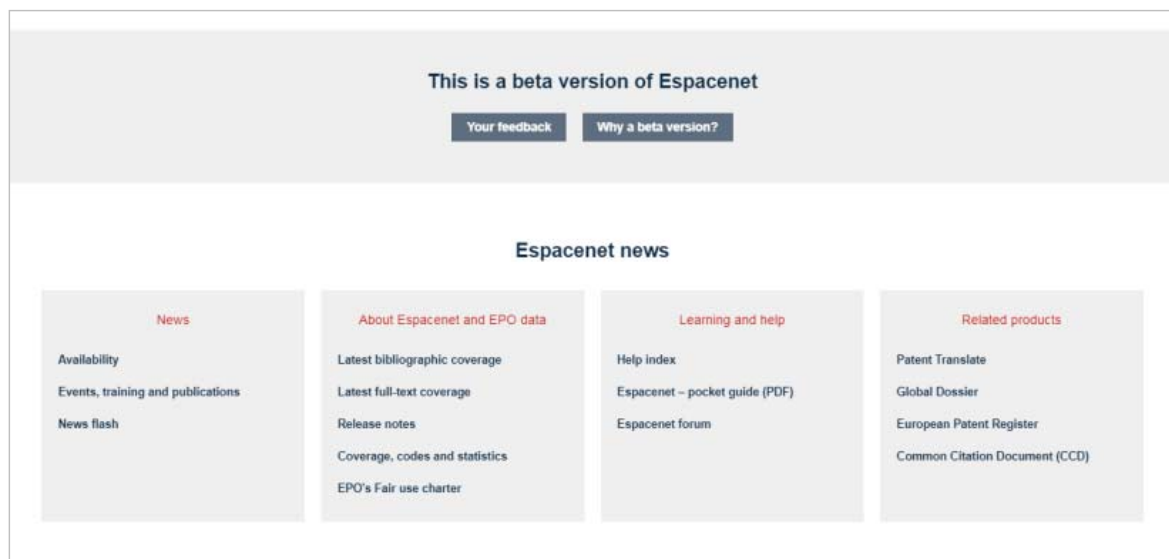 This is a beta version of Espacenet
Your feedback
Why a beta version?
Espacenet news
News
Availability
Events, training and publications
News flash
About Espacenet and EPO data
Latest bibliographic coverage
Latest full-text coverage
Release notes
Coverage, codes and statistics
EPO's Fair use charter
Learning and help
Help index
Espacenet – pocket guide (PDF)
Espacenet forum
Related products
Patent Translate
Global Dossier
European Patent Register
Common Citation Document (CCD)